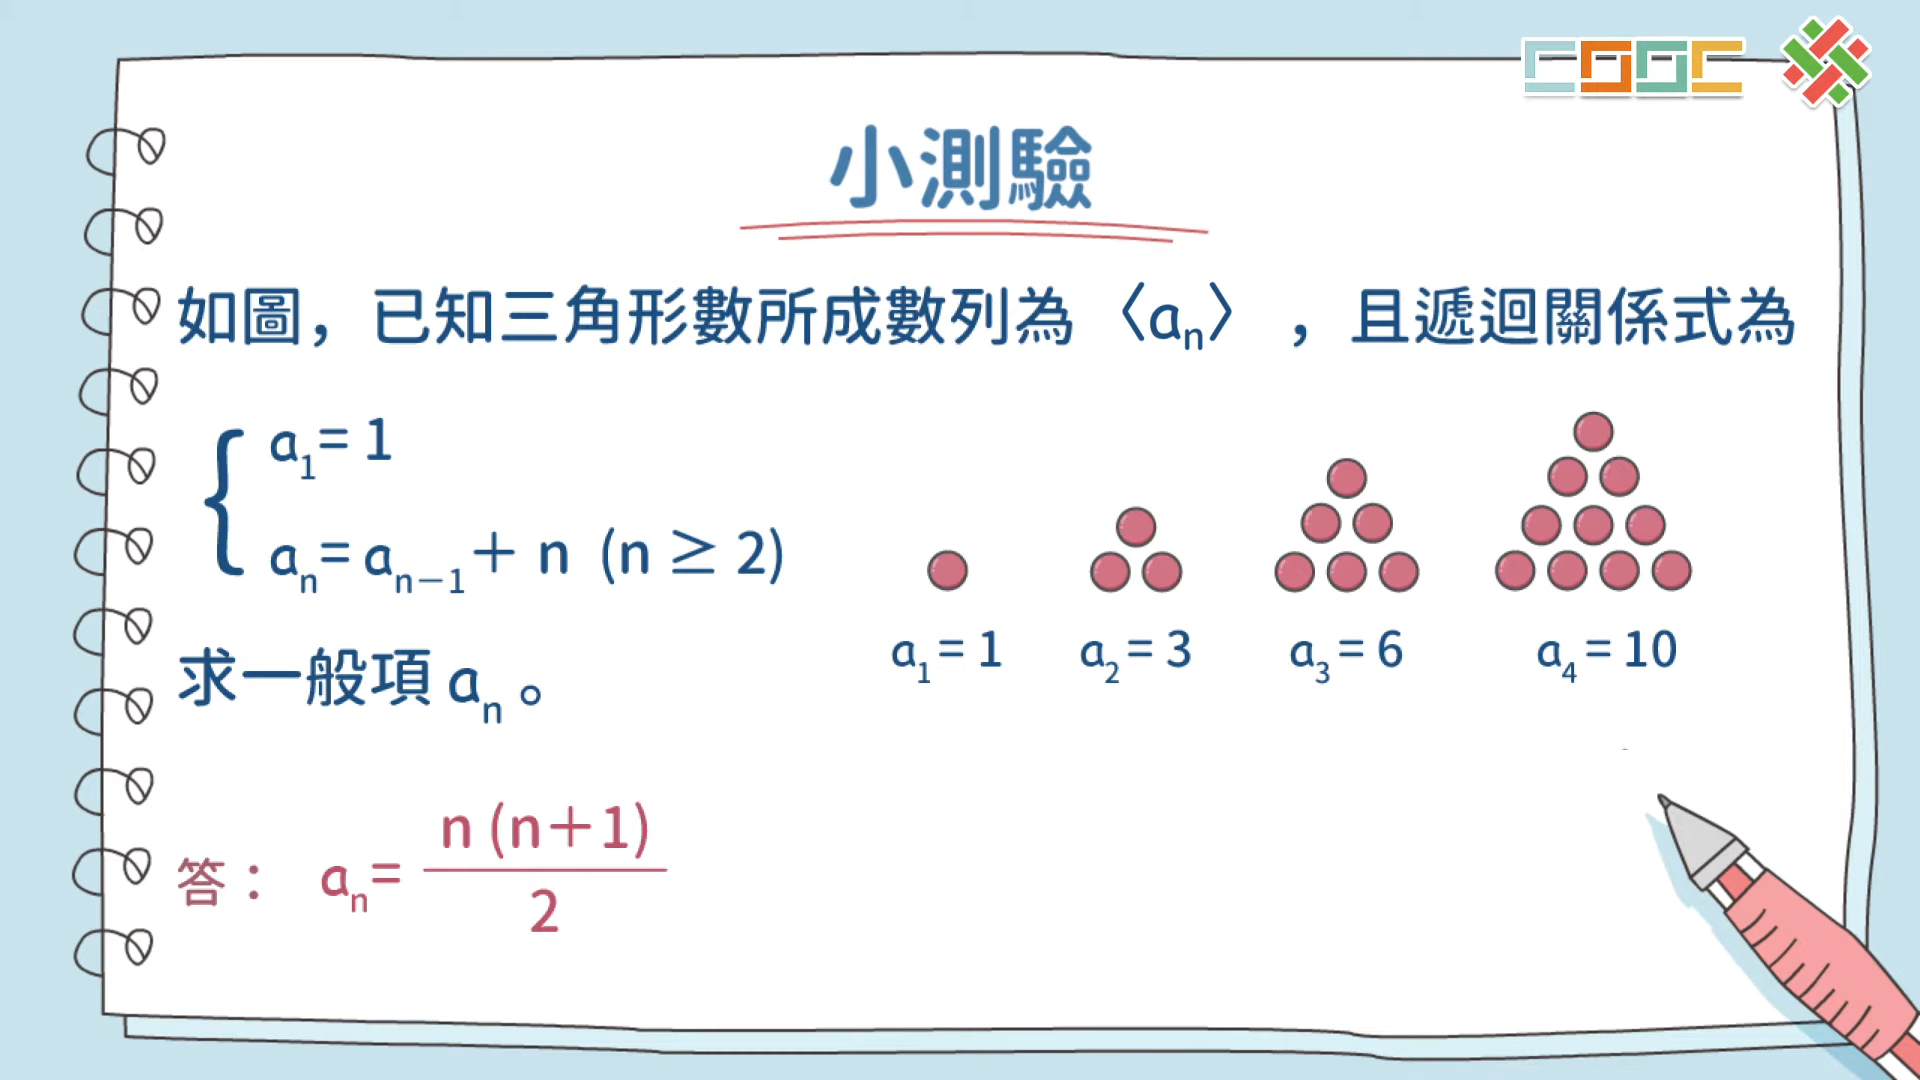 COOC
小測驗
如圖，已知三角形數所成數列為〈aₙ〉，且遞迴關係式為
a₁= 1
aₙ= aₙ₋₁＋ n (n ≥ 2)
a₁= 1 a₂= 3 a₃= 6 a₄= 10
求一般項 aₙ。
答： aₙ= n (n＋1)
2